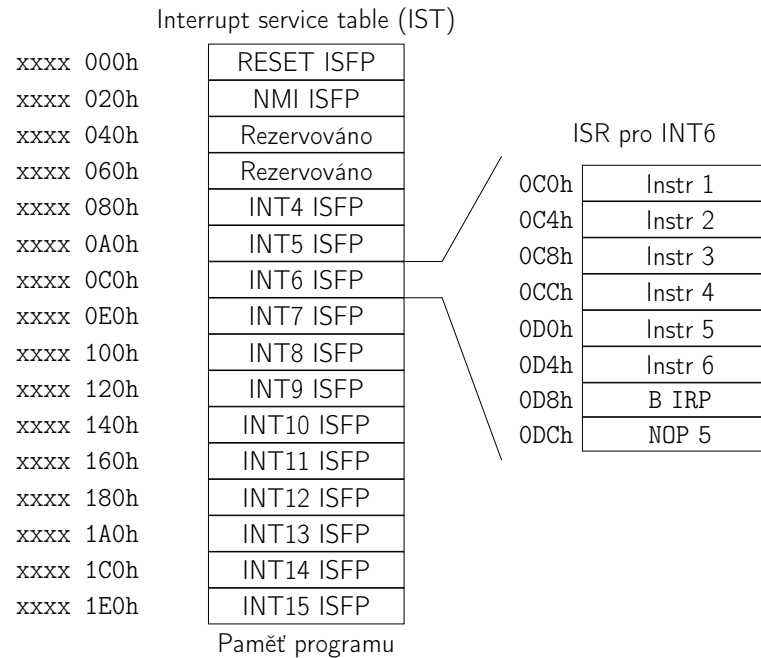 Interrupt service table (IST)
xxxx 000h RESET ISFP
xxxx 020h NMI ISFP
xxxx 040h Rezervováno
xxxx 060h Rezervováno
xxxx 080h INT4 ISFP
xxxx 0A0h INT5 ISFP
xxxx 0C0h INT6 ISFP
xxxx 0E0h INT7 ISFP
xxxx 100h INT8 ISFP
xxxx 120h INT9 ISFP
xxxx 140h INT10 ISFP
xxxx 160h INT11 ISFP
xxxx 180h INT12 ISFP
xxxx 1A0h INT13 ISFP
xxxx 1C0h INT14 ISFP
xxxx 1E0h INT15 ISFP
Paměť programu
ISR pro INT6
0C0h Instr 1
0C4h Instr 2
0C8h Instr 3
0CCh Instr 4
0D0h Instr 5
0D4h Instr 6
0D8h B IRP
0DCh NOP 5